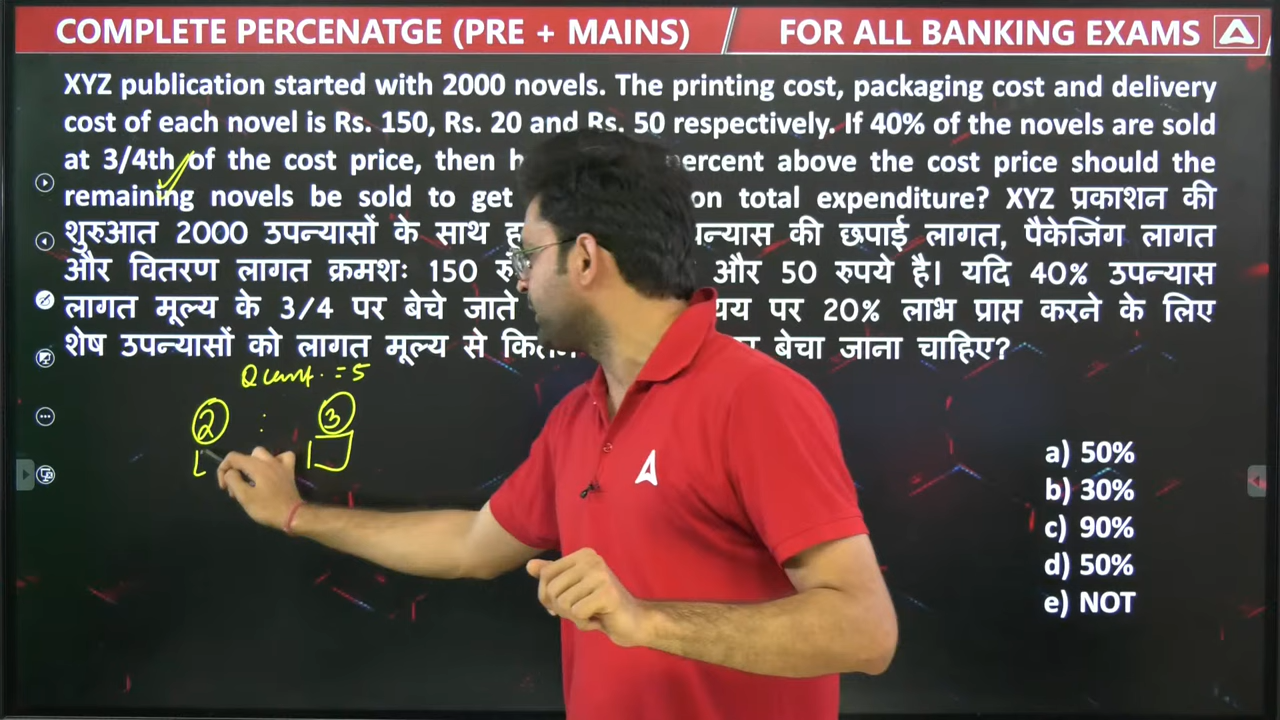 COMPLETE PERCENATGE (PRE + MAINS) FOR ALL BANKING EXAMS
XYZ publication started with 2000 novels. The printing cost, packaging cost and delivery
cost of each novel is Rs. 150, Rs. 20 and Rs. 50 respectively. If 40% of the novels are sold
at 3/4th of the cost price, then percent above the cost price should the
remaining novels be sold to get on total expenditure? XYZ प्रकाशन की
शुरुआत 2000 उपन्यासों के साथ की छपाई लागत, पैकेजिंग लागत
और वितरण लागत क्रमशः 150 और 50 रुपये है। यदि 40% उपन्यास
लागत मूल्य के 3/4 पर बेचे जाते पर 20% लाभ प्राप्त करने के लिए
शेष उपन्यासों को लागत मूल्य से बेचा जाना चाहिए?
= 5
2 : 3
a) 50%
b) 30%
c) 90%
d) 50%
e) NOT